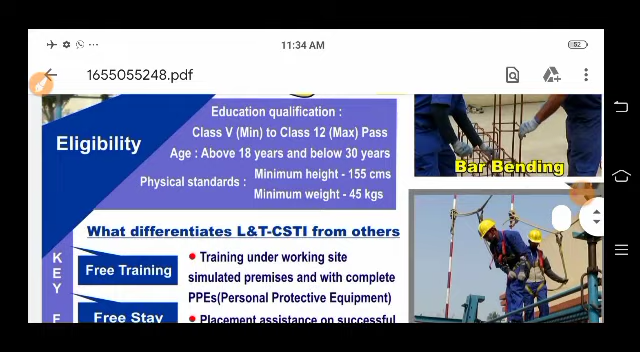 11:34 AM
52
1655055248.pdf
Eligibility
Education qualification :
Class V (Min) to Class 12 (Max) Pass
Age : Above 18 years and below 30 years
Physical standards :
Minimum height - 155 cms
Minimum weight - 45 kgs
Bar Bending
What differentiates L&T-CSTI from others
K
E
Y
F
Free Training
• Training under working site
simulated premises and with complete
PPEs(Personal Protective Equipment)
Free Stay
• Placement assistance on successful